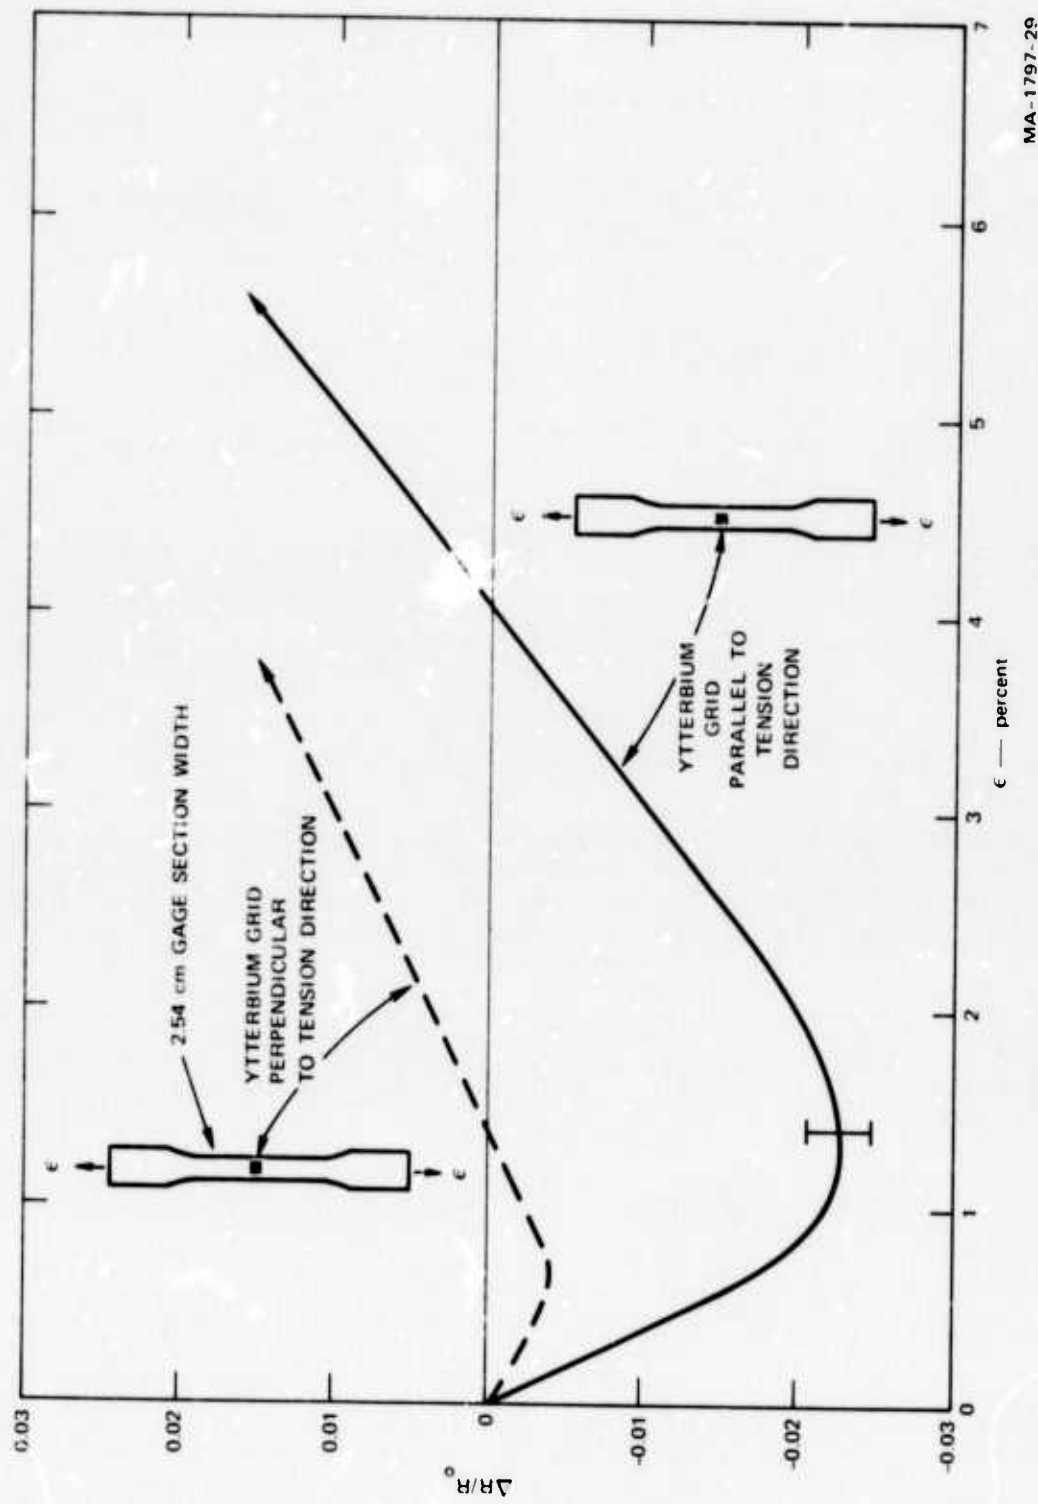 0.03
0.02
0.01
0
-0.01
-0.02
-0.03
ΔR/R₀
0
1
2
3
4
5
6
7
ϵ — percent
ϵ
ϵ
2.54 cm GAGE SECTION WIDTH
YTTERBIUM GRID
PERPENDICULAR
TO TENSION DIRECTION
ϵ
ϵ
YTTERBIUM
GRID
PARALLEL TO
TENSION
DIRECTION
MA-1797-29